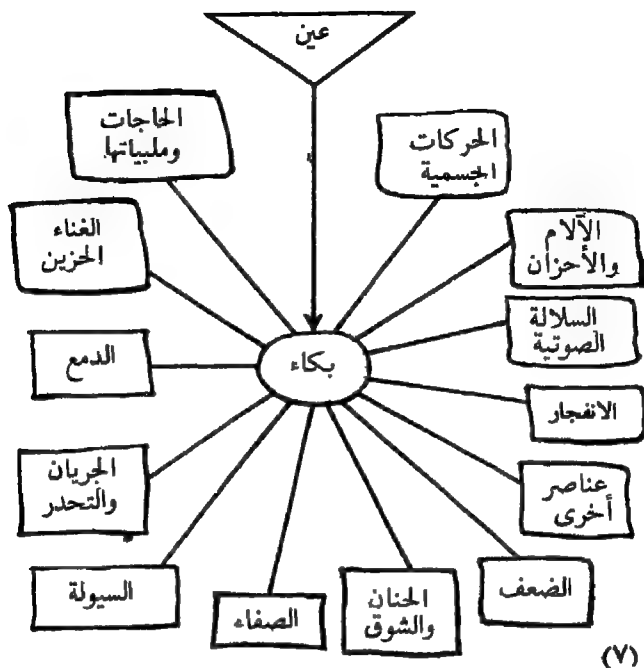 عين
الحركات
الجسمية
الحاجات
وملبياتها
الآلام
والأحزان
الغناء
الحزين
السلالة
الصوتية
بكاء
الدمع
الانفجار
الجريان
والتحدر
عناصر
أخرى
الضعف
الحنان
والشوق
الصفاء
السيولة
(٧)